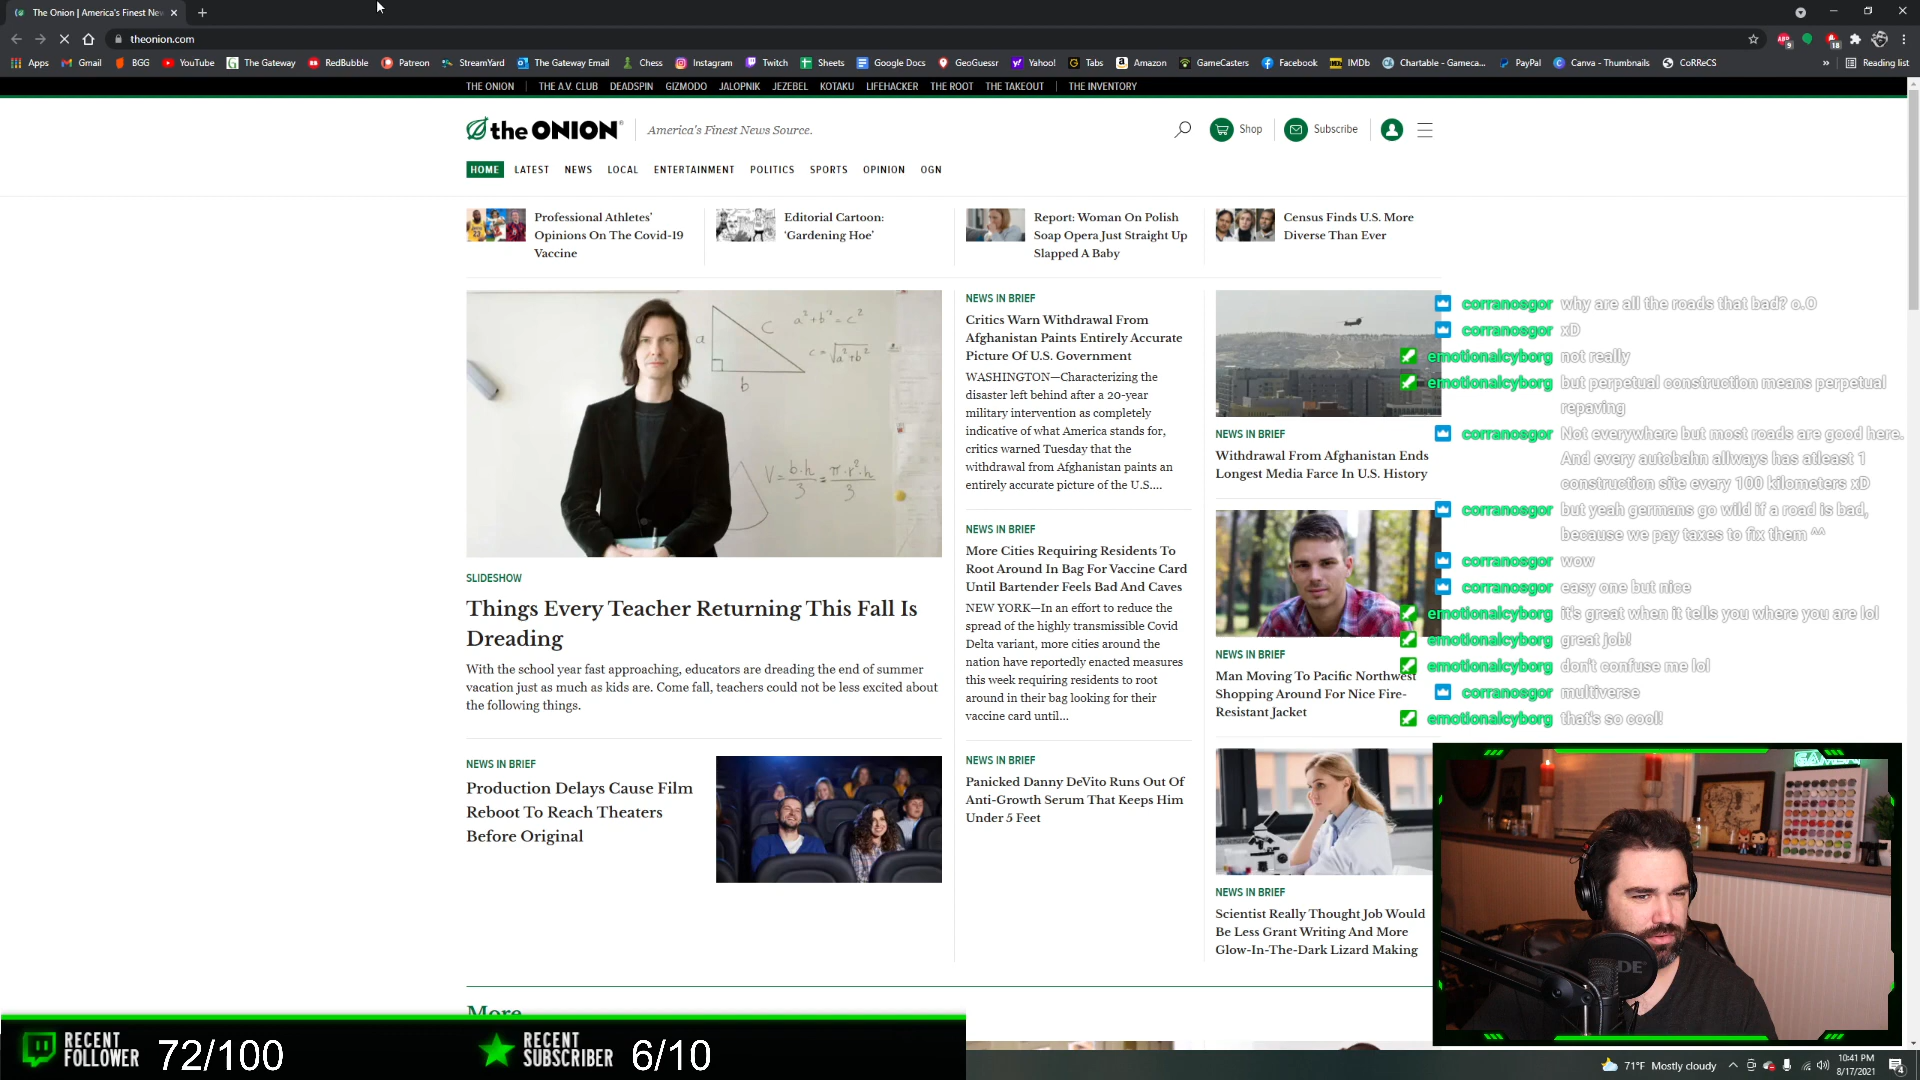 The Onion | America's Finest New
theonion.com
Apps Gmail BGG YouTube The Gateway RedBubble Patreon StreamYard The Gateway Email Chess Instagram Twitch Sheets Google Docs GeoGuessr Yahoo! Tabs Amazon GameCasters Facebook IMDb Chartable - Gameca... PayPal Canva - Thumbnails CoRReCS » Reading list
THE ONION THE A.V. CLUB DEADSPIN GIZMODO JALOPNIK JEZEBEL KOTAKU LIFEHACKER THE ROOT THE TAKEOUT THE INVENTORY
the ONION America's Finest News Source. Shop Subscribe
HOME LATEST NEWS LOCAL ENTERTAINMENT POLITICS SPORTS OPINION OGN
Professional Athletes'
Opinions On The Covid-19
Vaccine
Editorial Cartoon:
'Gardening Hoe'
Report: Woman On Polish
Soap Opera Just Straight Up
Slapped A Baby
Census Finds U.S. More
Diverse Than Ever
a b c a²+b²=c²
c=√a²+b²
V=b·h/3=π·r²·h/3
SLIDESHOW
Things Every Teacher Returning This Fall Is
Dreading
With the school year fast approaching, educators are dreading the end of summer
vacation just as much as kids are. Come fall, teachers could not be less excited about
the following things.
NEWS IN BRIEF
Production Delays Cause Film
Reboot To Reach Theaters
Before Original
NEWS IN BRIEF
Critics Warn Withdrawal From
Afghanistan Paints Entirely Accurate
Picture Of U.S. Government
WASHINGTON—Characterizing the
disaster left behind after a 20-year
military intervention as completely
indicative of what America stands for,
critics warned Tuesday that the
withdrawal from Afghanistan paints an
entirely accurate picture of the U.S....
NEWS IN BRIEF
More Cities Requiring Residents To
Root Around In Bag For Vaccine Card
Until Bartender Feels Bad And Caves
NEW YORK—In an effort to reduce the
spread of the highly transmissible Covid
Delta variant, more cities around the
nation have reportedly enacted measures
this week requiring residents to root
around in their bag looking for their
vaccine card until...
NEWS IN BRIEF
Panicked Danny DeVito Runs Out Of
Anti-Growth Serum That Keeps Him
Under 5 Feet
NEWS IN BRIEF
Withdrawal From Afghanistan Ends
Longest Media Farce In U.S. History
NEWS IN BRIEF
Man Moving To Pacific Northwest
Shopping Around For Nice Fire-
Resistant Jacket
NEWS IN BRIEF
Scientist Really Thought Job Would
Be Less Grant Writing And More
Glow-In-The-Dark Lizard Making
More
corranosgor why are all the roads that bad? o.O
corranosgor xD
emotionalcyborg not really
emotionalcyborg but perpetual construction means perpetual
repaving
corranosgor Not everywhere but most roads are good here.
And every autobahn allways has atleast 1
construction site every 100 kilometers xD
corranosgor but yeah germans go wild if a road is bad,
because we pay taxes to fix them ^^
corranosgor wow
corranosgor easy one but nice
emotionalcyborg it's great when it tells you where you are lol
emotionalcyborg great job!
emotionalcyborg don't confuse me lol
corranosgor multiverse
emotionalcyborg that's so cool!
RECENT
FOLLOWER 72/100
RECENT
SUBSCRIBER 6/10
71°F Mostly cloudy
10:41 PM
8/17/2021